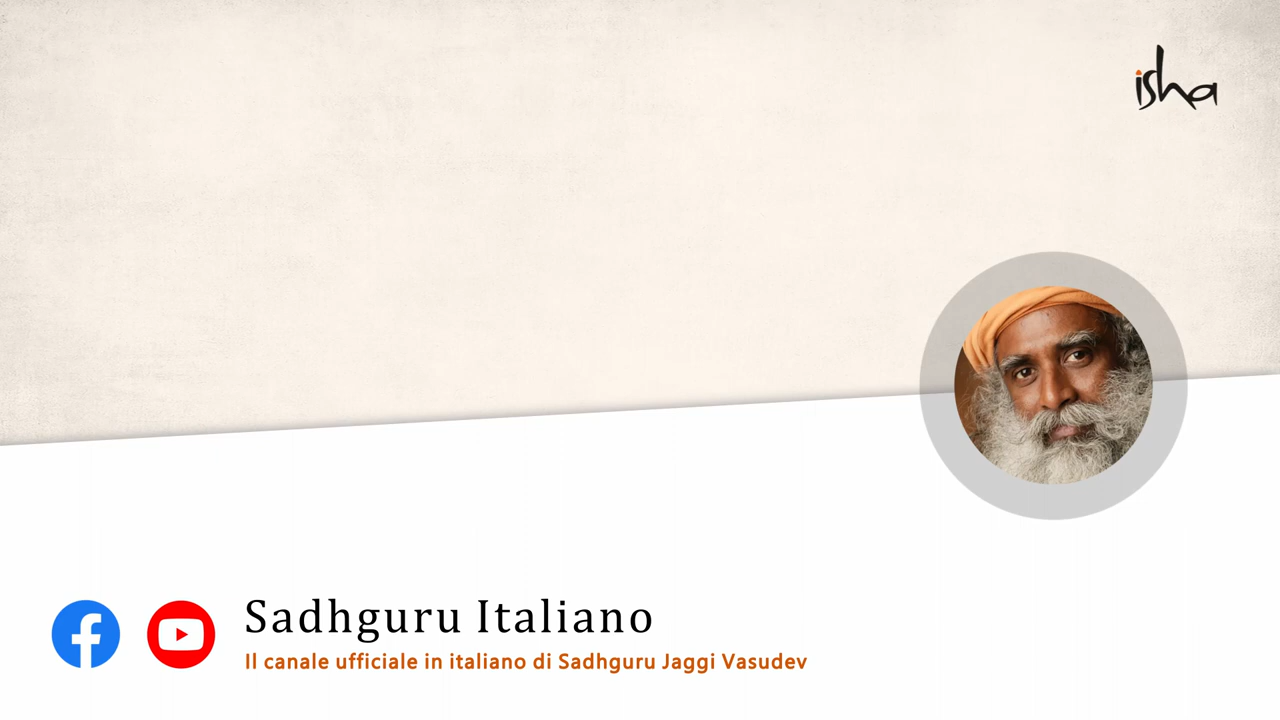 isha
Sadhguru Italiano
Il canale ufficiale in italiano di Sadhguru Jaggi Vasudev